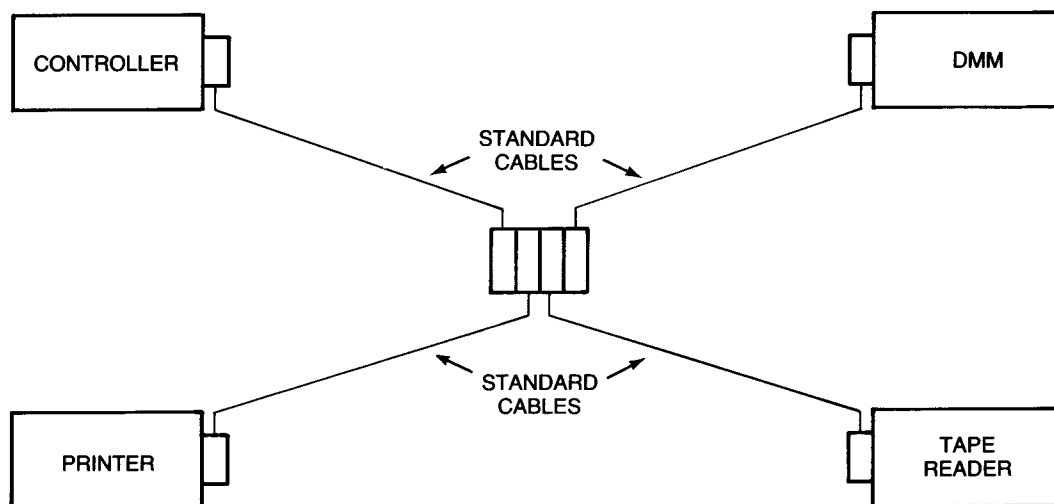 CONTROLLER
DMM
STANDARD
CABLES
STANDARD
CABLES
PRINTER
TAPE
READER